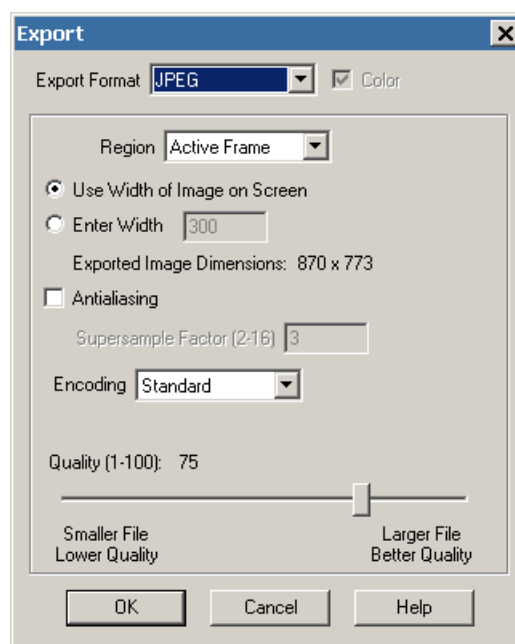 Export
Export Format JPEG Color
Region Active Frame
Use Width of Image on Screen
Enter Width 300
Exported Image Dimensions: 870 x 773
Antialiasing
Supersample Factor (2-16) 3
Encoding Standard
Quality (1-100): 75
Smaller File Larger File
Lower Quality Better Quality
OK Cancel Help